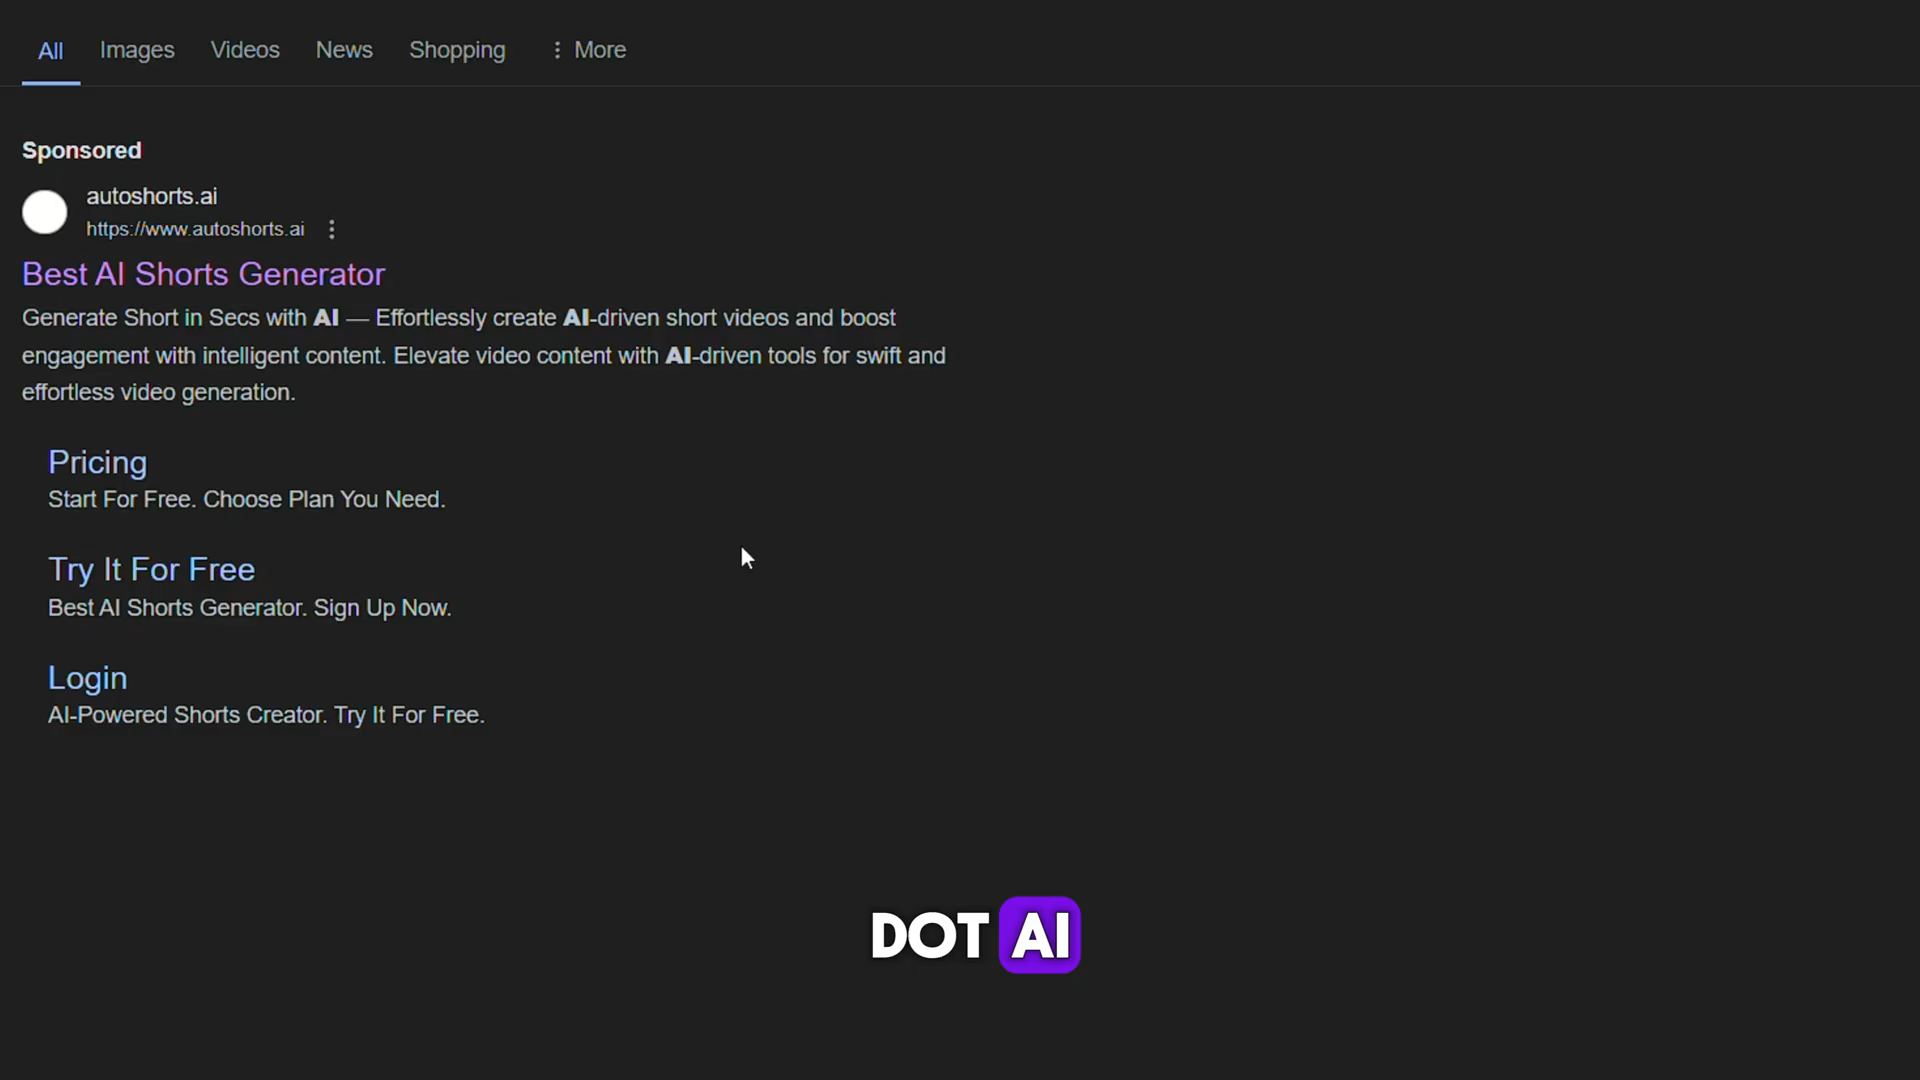 All Images Videos News Shopping More
Sponsored
autoshorts.ai
https://www.autoshorts.ai
Best AI Shorts Generator
Generate Short in Secs with AI — Effortlessly create AI-driven short videos and boost
engagement with intelligent content. Elevate video content with AI-driven tools for swift and
effortless video generation.
Pricing
Start For Free. Choose Plan You Need.
Try It For Free
Best AI Shorts Generator. Sign Up Now.
Login
AI-Powered Shorts Creator. Try It For Free.
DOT AI